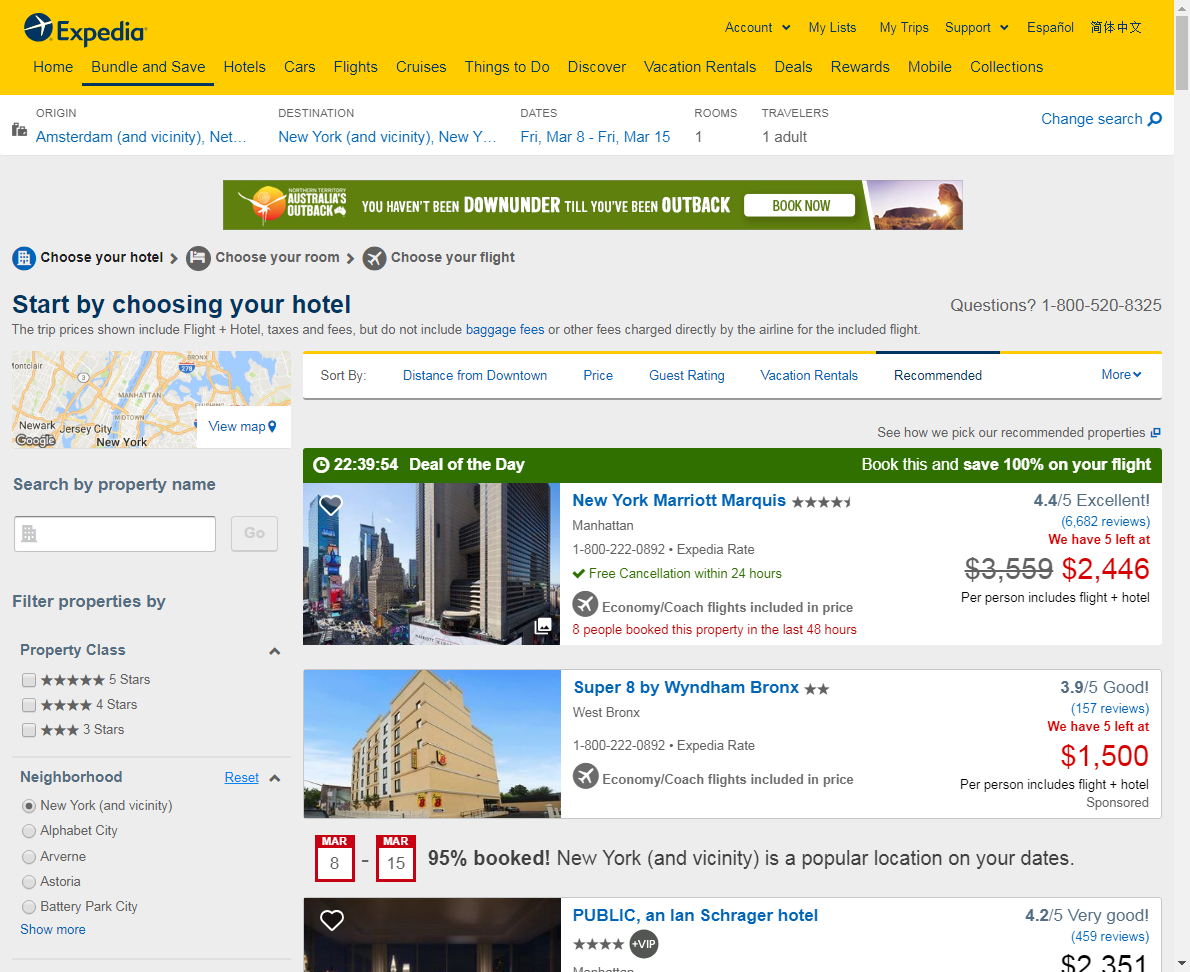 Expedia
Account My Lists My Trips Support Español 简体中文
Home Bundle and Save Hotels Cars Flights Cruises Things to Do Discover Vacation Rentals Deals Rewards Mobile Collections
ORIGIN DESTINATION DATES ROOMS TRAVELERS
Amsterdam (and vicinity), Net... New York (and vicinity), New Y... Fri, Mar 8 - Fri, Mar 15 1 1 adult
Change search
NORTHERN TERRITORY
AUSTRALIA'S
OUTBACK
YOU HAVEN'T BEEN DOWNUNDER TILL YOU'VE BEEN OUTBACK
BOOK NOW
Choose your hotel Choose your room Choose your flight
Start by choosing your hotel
Questions? 1-800-520-8325
The trip prices shown include Flight + Hotel, taxes and fees, but do not include baggage fees or other fees charged directly by the airline for the included flight.
BRONX
278
3
MANHATTAN
MIDTOWN
Newark
Jersey City
New York
Google
View map
Search by property name
Go
Filter properties by
Property Class
5 Stars
4 Stars
3 Stars
Neighborhood Reset
New York (and vicinity)
Alphabet City
Arverne
Astoria
Battery Park City
Show more
Sort By: Distance from Downtown Price Guest Rating Vacation Rentals Recommended More
See how we pick our recommended properties
22:39:54 Deal of the Day Book this and save 100% on your flight
New York Marriott Marquis
Manhattan
1-800-222-0892 • Expedia Rate
Free Cancellation within 24 hours
Economy/Coach flights included in price
8 people booked this property in the last 48 hours
4.4/5 Excellent!
(6,682 reviews)
We have 5 left at
$3,559 $2,446
Per person includes flight + hotel
Super 8 by Wyndham Bronx
West Bronx
1-800-222-0892 • Expedia Rate
Economy/Coach flights included in price
3.9/5 Good!
(157 reviews)
We have 5 left at
$1,500
Per person includes flight + hotel
Sponsored
MAR MAR
8 - 15
95% booked! New York (and vicinity) is a popular location on your dates.
PUBLIC, an Ian Schrager hotel
+VIP
Manhattan
4.2/5 Very good!
(459 reviews)
$2,351